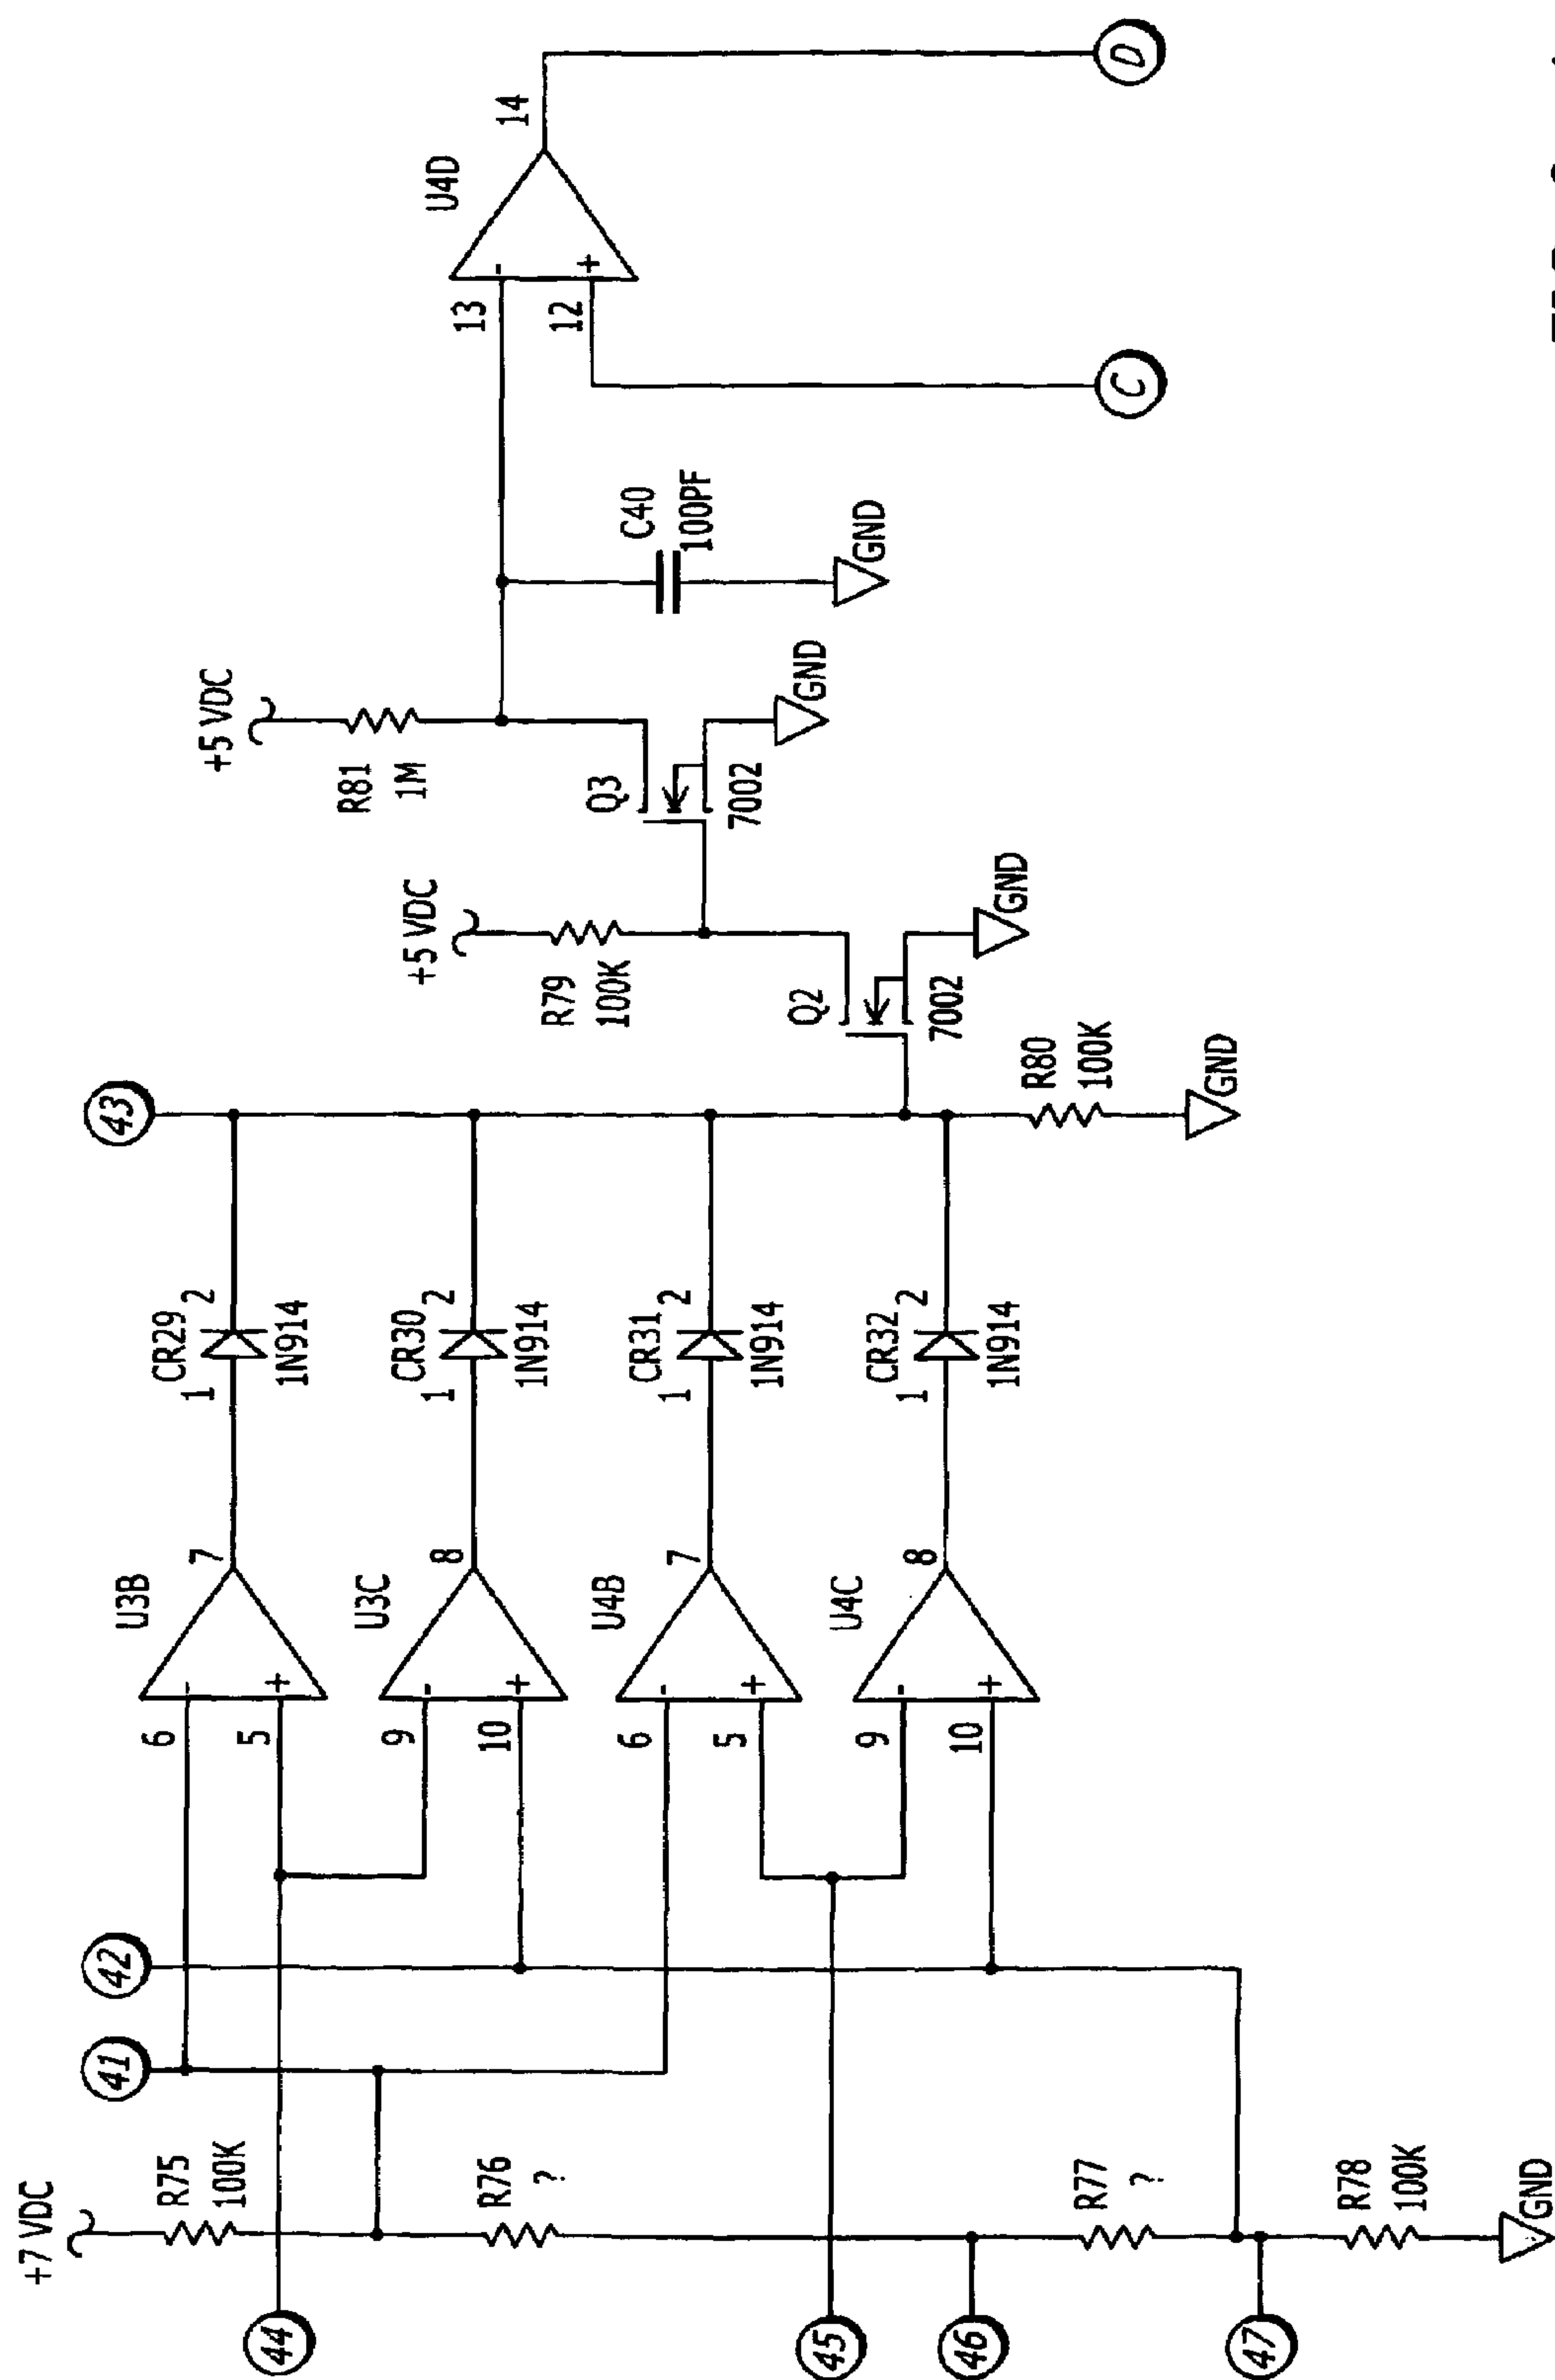 +7 VDC
R75
100K
R76
?
R77
?
R78
100K
GND
44
45
46
47
41
42
43
U3B
6
-
5
+
7
U3C
9
-
10
+
8
U4B
6
-
5
+
7
U4C
9
-
10
+
8
CR29
1
2
1N914
CR30
1
2
1N914
CR31
1
2
1N914
CR32
1
2
1N914
R80
100K
GND
+5 VDC
R79
100K
Q2
7002
GND
+5 VDC
R81
1M
Q3
7002
GND
C40
100PF
GND
U4D
13
-
12
+
14
C
D